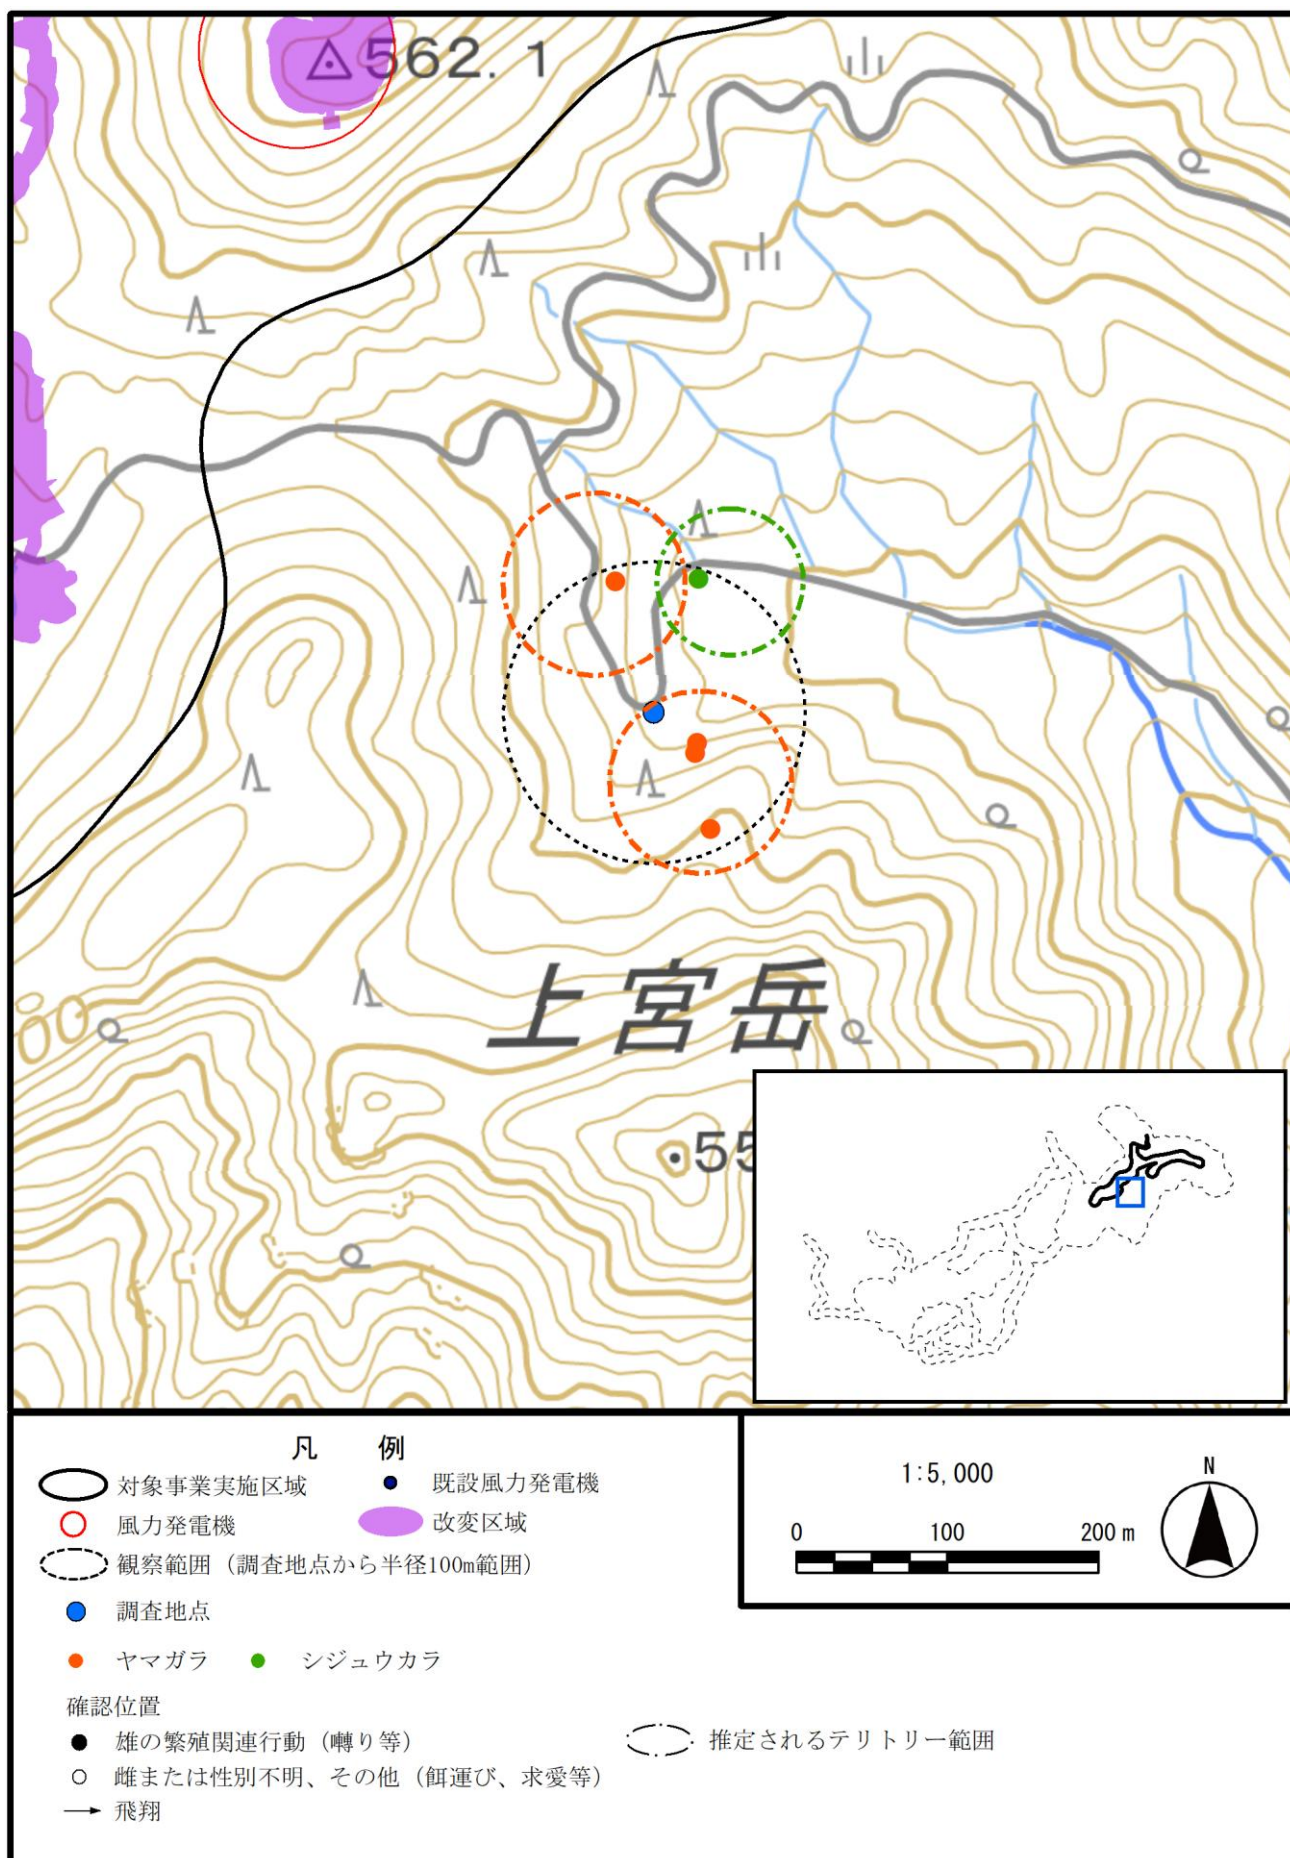 562.1
上宮岳
55
凡 例
対象事業実施区域
既設風力発電機
風力発電機
改変区域
観察範囲（調査地点から半径100m範囲）
調査地点
ヤマガラ
シジュウカラ
確認位置
雄の繁殖関連行動（囀り等）
推定されるテリトリー範囲
雌または性別不明、その他（餌運び、求愛等）
飛翔
1:5,000
0 100 200 m
N